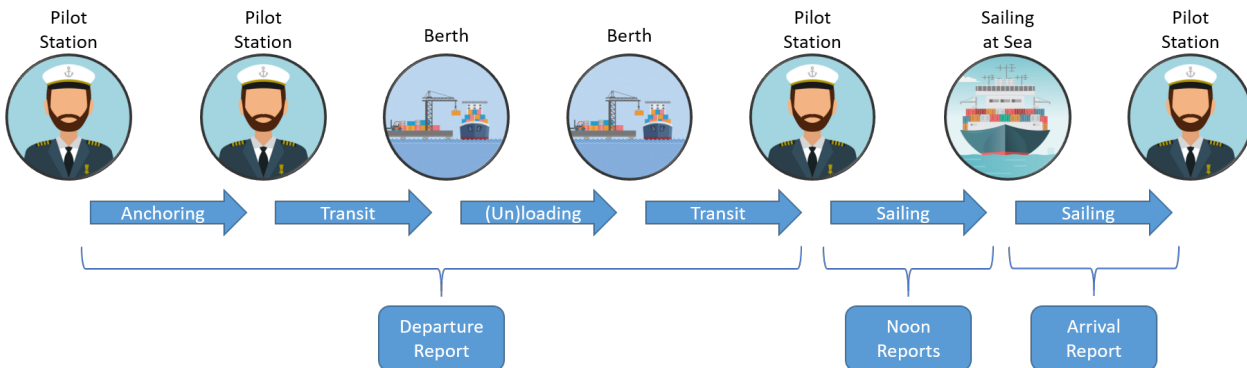 Pilot
Station
Pilot
Station
Berth
Berth
Pilot
Station
Sailing
at Sea
Pilot
Station
Anchoring
Transit
(Un)loading
Transit
Sailing
Sailing
Departure
Report
Noon
Reports
Arrival
Report